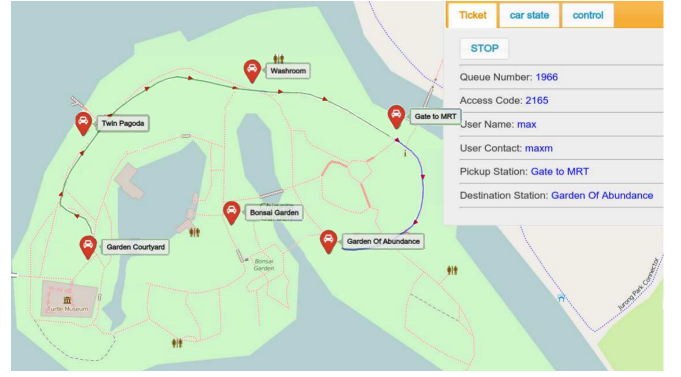 Ticket
car state
control
STOP
Queue Number: 1966
Access Code: 2165
User Name: max
User Contact: maxm
Pickup Station: Gate to MRT
Destination Station: Garden Of Abundance
Washroom
Gate to MRT
Twin Pagoda
Bonsai Garden
Garden Courtyard
Garden Of Abundance
Bonsai
Garden
Turtle Museum
Jurong Park Connector